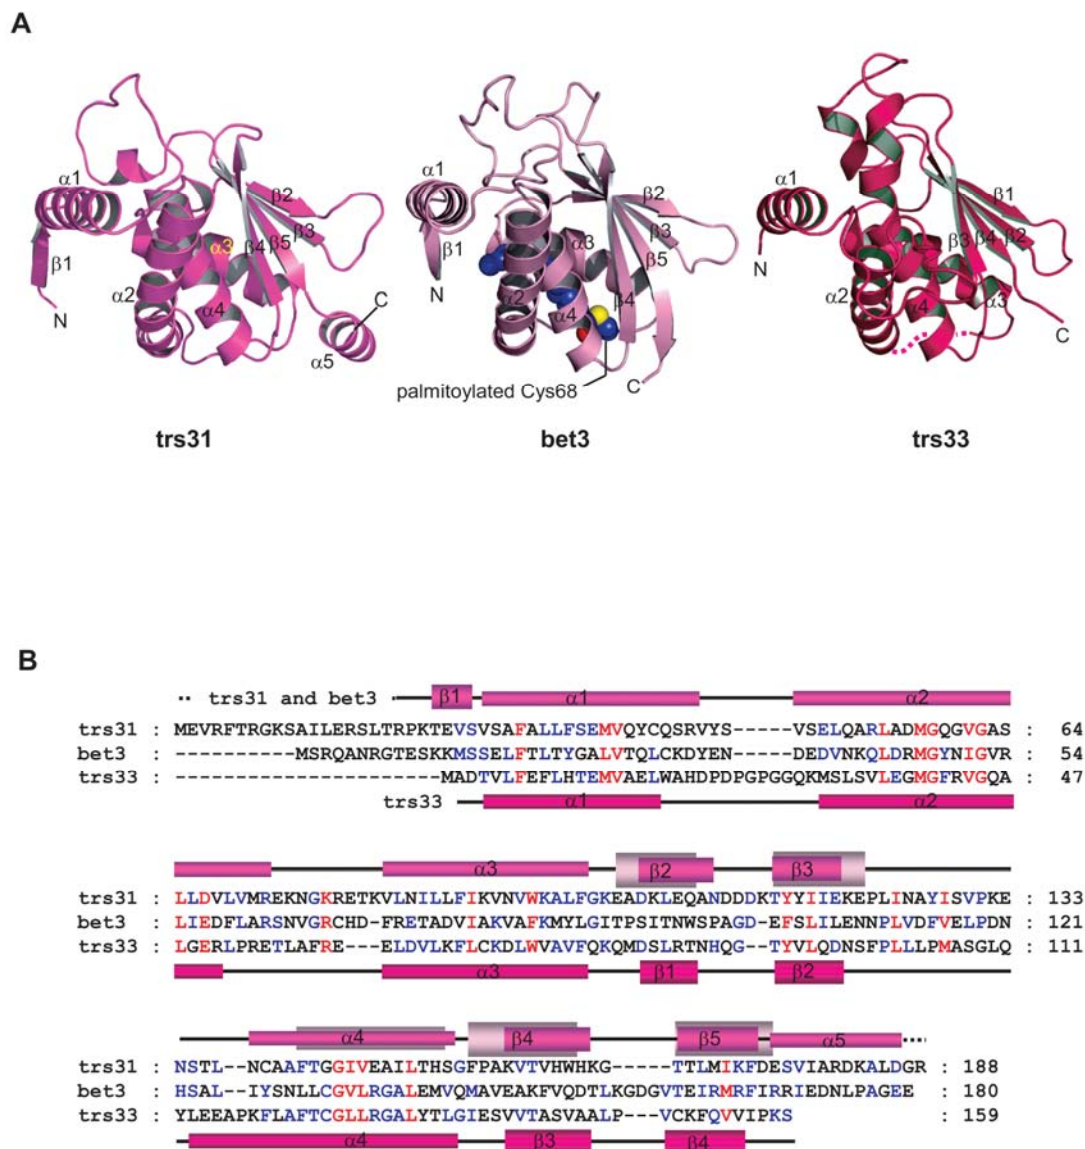 A
α1
β1
N
α2
α3
α4
β4
β5
β3
β2
α5
C
trs31
α1
β1
N
α2
α3
α4
β2
β3
β5
β4
C
palmitoylated Cys68
bet3
α1
N
α2
α4
α3
β3
β4
β2
β1
C
trs33
B
trs31 and bet3 β1 α1 α2
trs31 : MEVRFTRGKSAILERSLTRPKTEVSVSAFALLFSEMVQYCQSRVYS-----VSELQARLADMGQGVGAS : 64
bet3 : ----------MSRQANRGTESKKMSSELFTLTYGALVTQLCKDYEN-----DEDVNKQLDRMGYNIGVR : 54
trs33 : ----------------------MADTVLFEFLHTEMVAELWAHDPDPGPGGQKMSLSVLEGMGFRVGQA : 47
trs33 α1 α2
α3 β2 β3
trs31 : LLDVLVMREKNGKRETKVLNILLFIKVNVWKALFGKEADKLEQANDDDKTYYIIEKEPLINAYISVPKE : 133
bet3 : LIEDFLARSNVGRCHD-FRETADVIAKVAFKMYLGITPSITNWSPAGD-EFSLILENNPLVDFVELPDN : 121
trs33 : LGERLPRETLAFRE---ELDVLKFLCKDLWVAVFQKQMDSLRTNHQG--TYVLQDNSFPLLLPMASGLQ : 111
α3 β1 β2
α4 β4 β5 α5
trs31 : NSTL--NCAAFTGGIVEAILTHSGFPAKVTVHWHKG-----TTLMIKFDESVIARDKALDGR : 188
bet3 : HSAL--IYSNLLCGVLRGALEMVQMAVEAKFVQDTLKGDGVTEIRMRFIRRIEDNLPAGEE : 180
trs33 : YLEEAPKFLAFTCGLLRGALYTLGIESVVTASVAALP----VCKFQVVIPKS : 159
α4 β3 β4